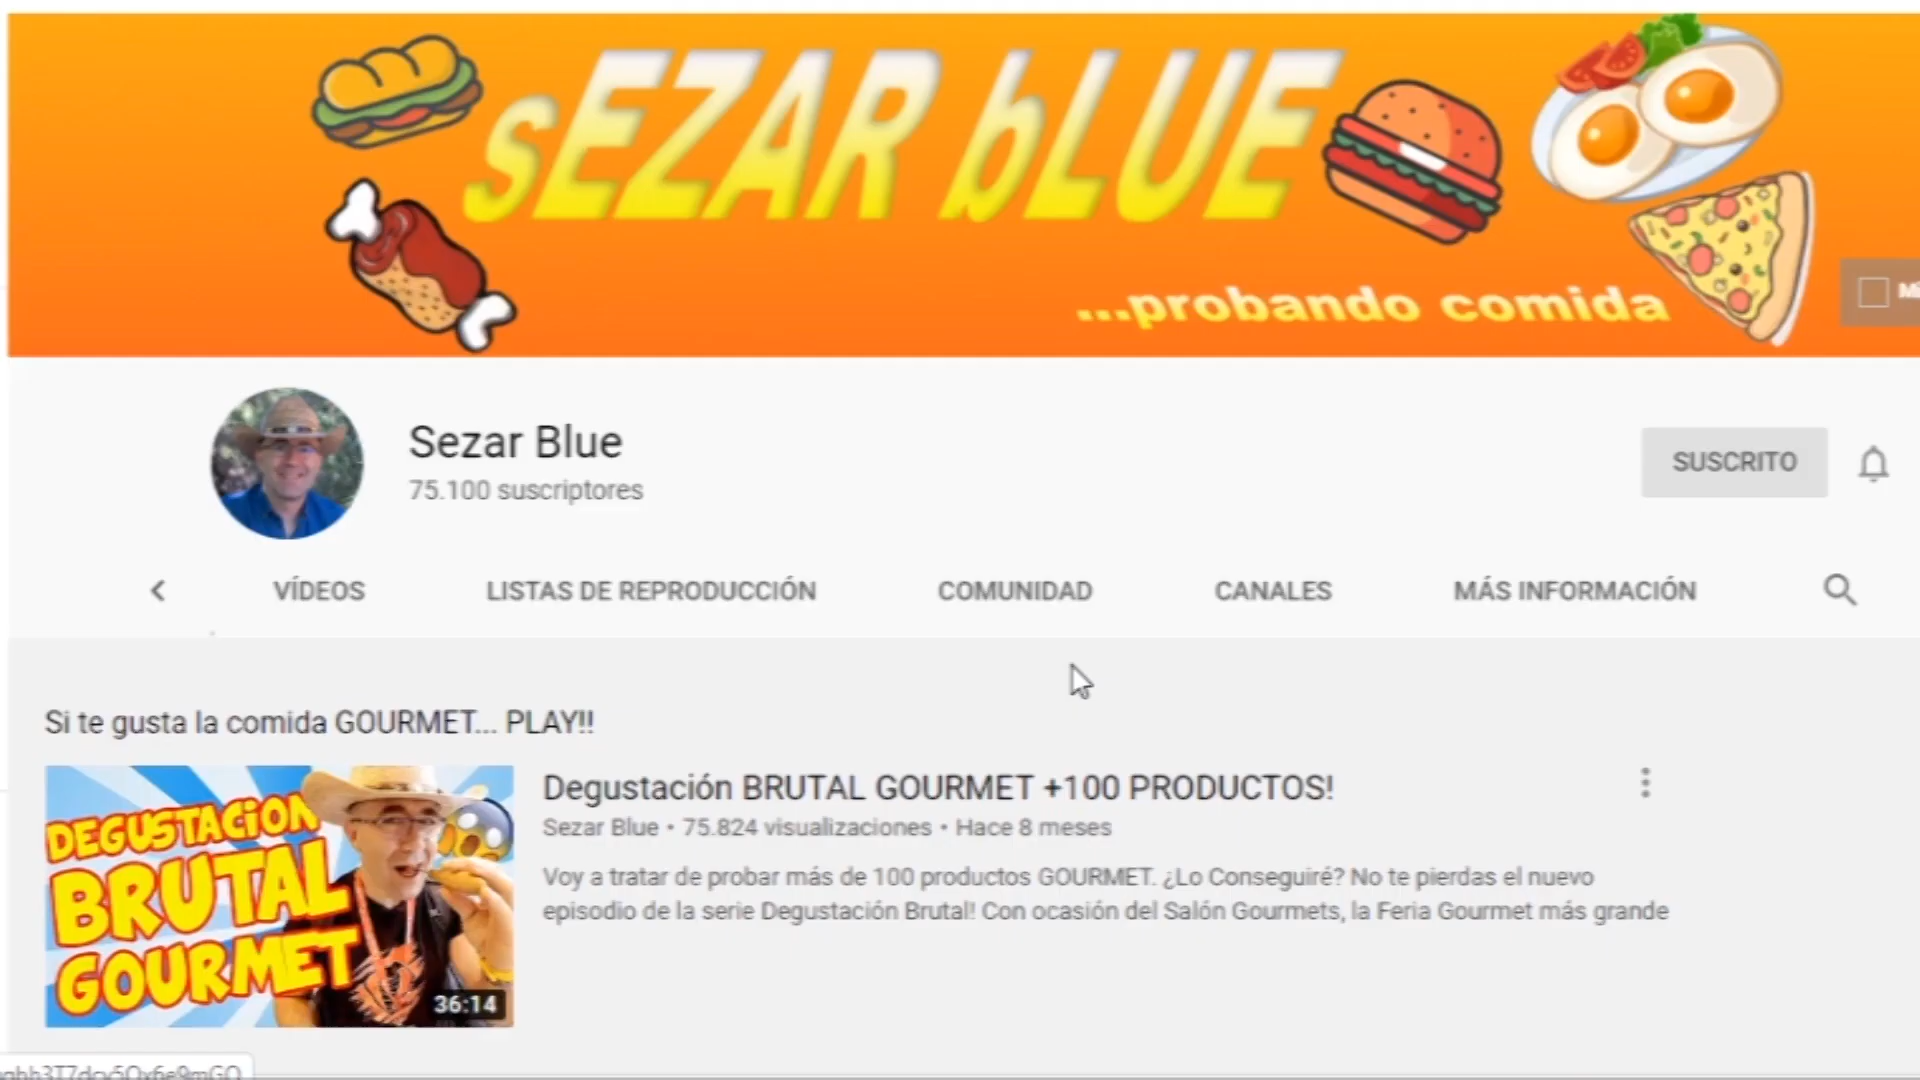 sEZAR bLUE
...probando comida
Sezar Blue
75.100 suscriptores
SUSCRITO
VÍDEOS
LISTAS DE REPRODUCCIÓN
COMUNIDAD
CANALES
MÁS INFORMACIÓN
Si te gusta la comida GOURMET... PLAY!!
DEGUSTACiON
BRUTAL
GOURMET
36:14
Degustación BRUTAL GOURMET +100 PRODUCTOS!
Sezar Blue • 75.824 visualizaciones • Hace 8 meses
Voy a tratar de probar más de 100 productos GOURMET. ¿Lo Conseguiré? No te pierdas el nuevo
episodio de la serie Degustación Brutal! Con ocasión del Salón Gourmets, la Feria Gourmet más grande